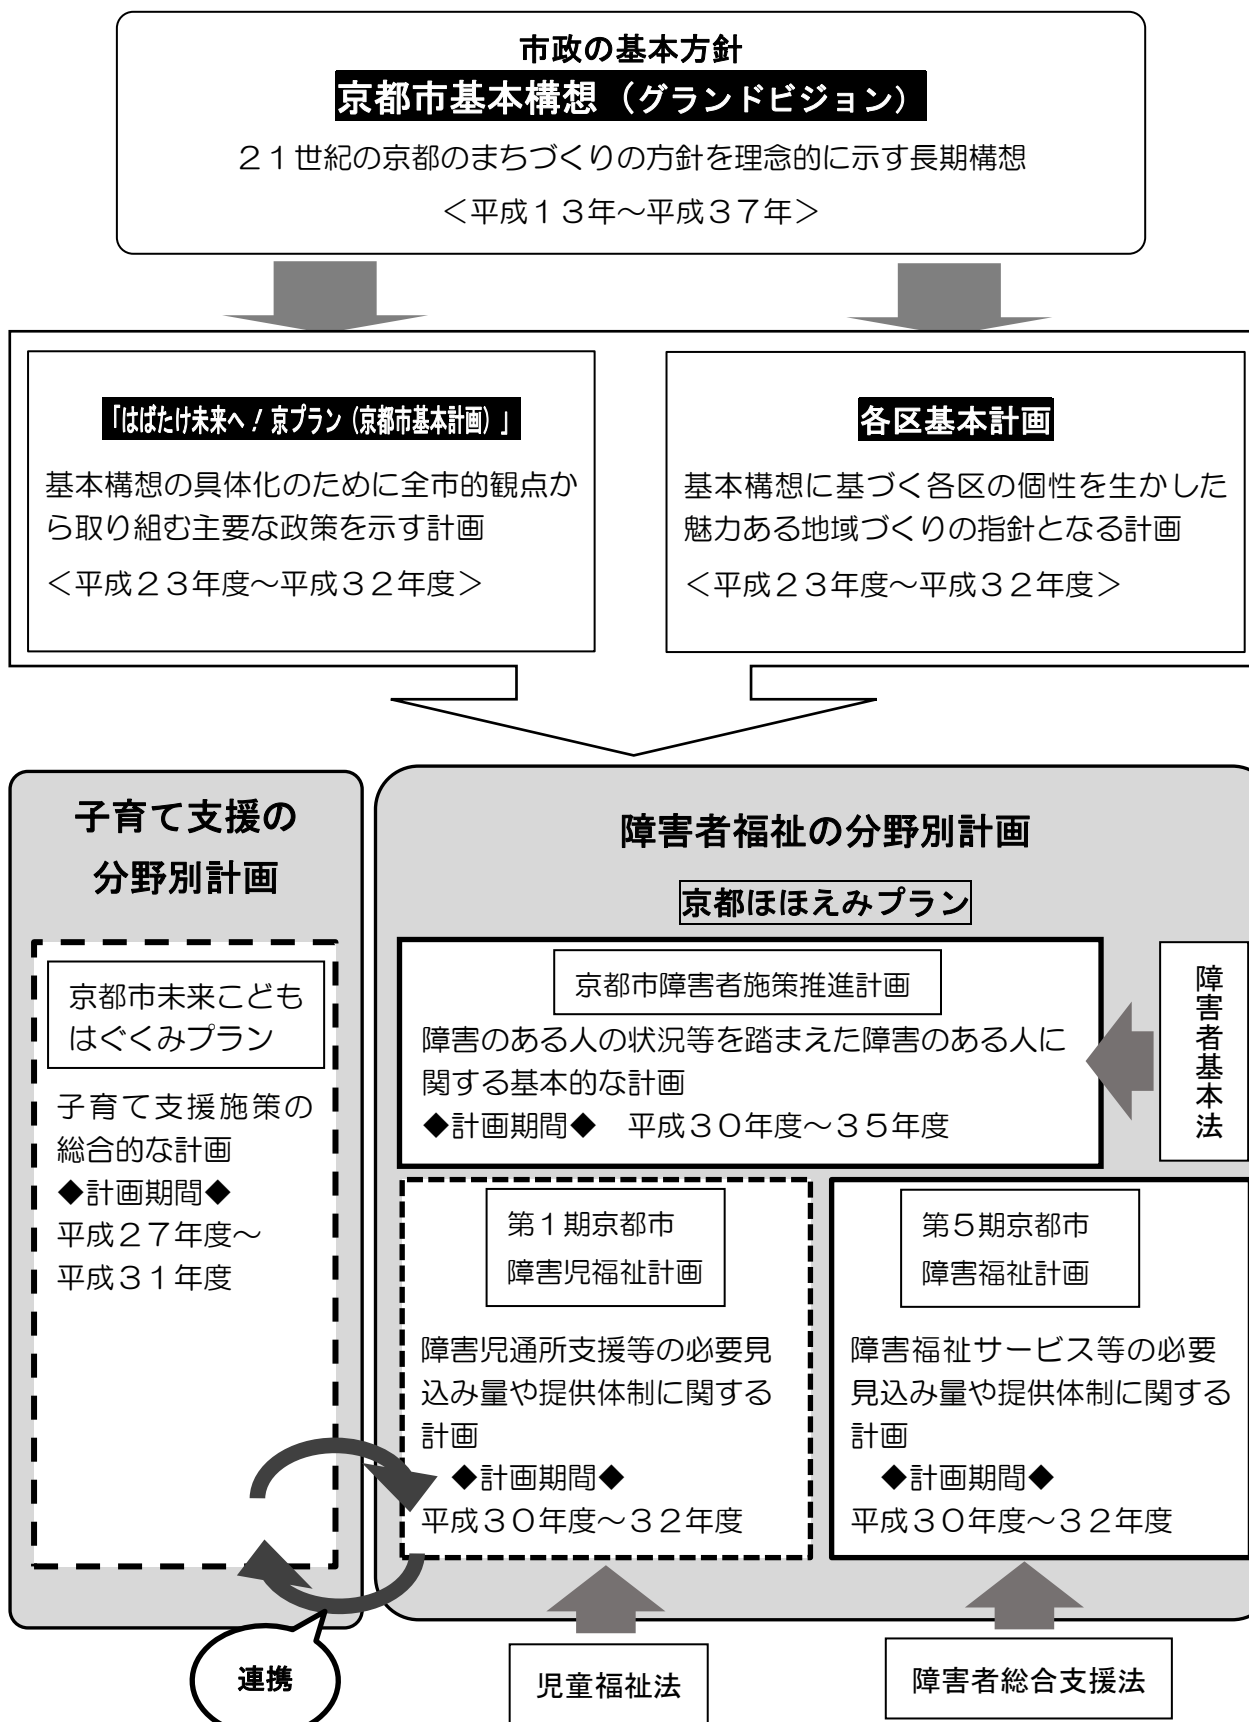 市政の基本方針
京都市基本構想（グランドビジョン）
２１世紀の京都のまちづくりの方針を理念的に示す長期構想
＜平成１３年～平成３７年＞
「はばたけ未来へ！京プラン（京都市基本計画）」
基本構想の具体化のために全市的観点か
ら取り組む主要な政策を示す計画
＜平成２３年度～平成３２年度＞
各区基本計画
基本構想に基づく各区の個性を生かした
魅力ある地域づくりの指針となる計画
＜平成２３年度～平成３２年度＞
子育て支援の
分野別計画
京都市未来こども
はぐくみプラン
子育て支援施策の
総合的な計画
◆計画期間◆
平成２７年度～
平成３１年度
障害者福祉の分野別計画
京都ほほえみプラン
京都市障害者施策推進計画
障害のある人の状況等を踏まえた障害のある人に
関する基本的な計画
◆計画期間◆　平成３０年度～３５年度
障害者基本法
第１期京都市
障害児福祉計画
障害児通所支援等の必要見
込み量や提供体制に関する
計画
◆計画期間◆
平成３０年度～３２年度
第５期京都市
障害福祉計画
障害福祉サービス等の必要
見込み量や提供体制に関する
計画
◆計画期間◆
平成３０年度～３２年度
連携
児童福祉法
障害者総合支援法